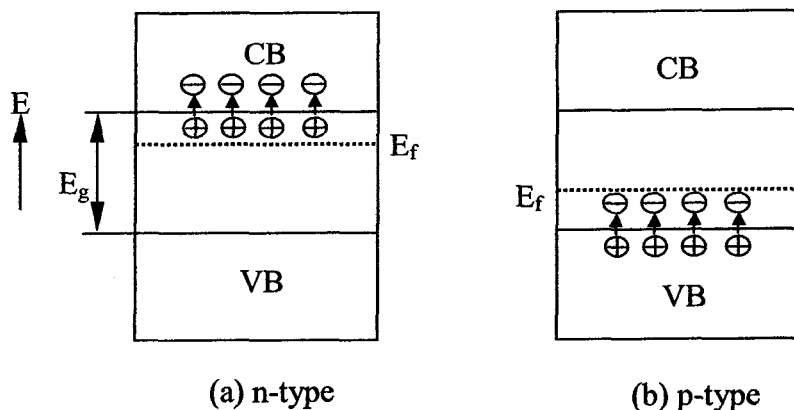 CB
E
E_f
E_g
VB
(a) n-type
CB
E_f
VB
(b) p-type